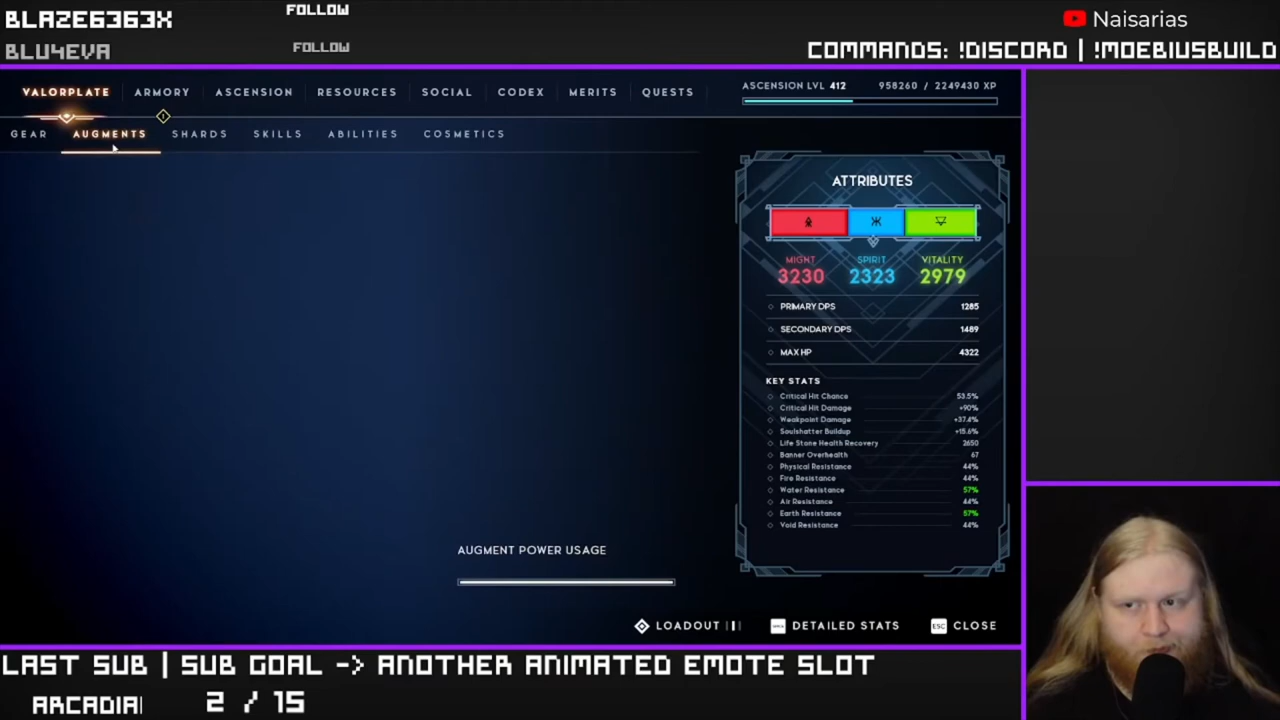 BLAZE6363X
FOLLOW
BLU4EVA
FOLLOW
Naisarias
COMMANDS: !DISCORD | !MOEBIUSBUILD
VALORPLATE ARMORY ASCENSION RESOURCES SOCIAL CODEX MERITS QUESTS
ASCENSION LVL 412 958260 / 2249430 XP
GEAR AUGMENTS SHARDS SKILLS ABILITIES COSMETICS
ATTRIBUTES
MIGHT SPIRIT VITALITY
3230 2323 2979
PRIMARY DPS 1285
SECONDARY DPS 1489
MAX HP 4322
KEY STATS
Critical Hit Chance 53.5%
Critical Hit Damage +90%
Weakpoint Damage +37.4%
Soulshatter Buildup +15.6%
Life Stone Health Recovery 2650
Banner Overhealth 67
Physical Resistance 44%
Fire Resistance 44%
Water Resistance 57%
Air Resistance 44%
Earth Resistance 57%
Void Resistance 44%
AUGMENT POWER USAGE
LOADOUT DETAILED STATS ESC CLOSE
LAST SUB | SUB GOAL -> ANOTHER ANIMATED EMOTE SLOT
ARCADIA 2 / 15